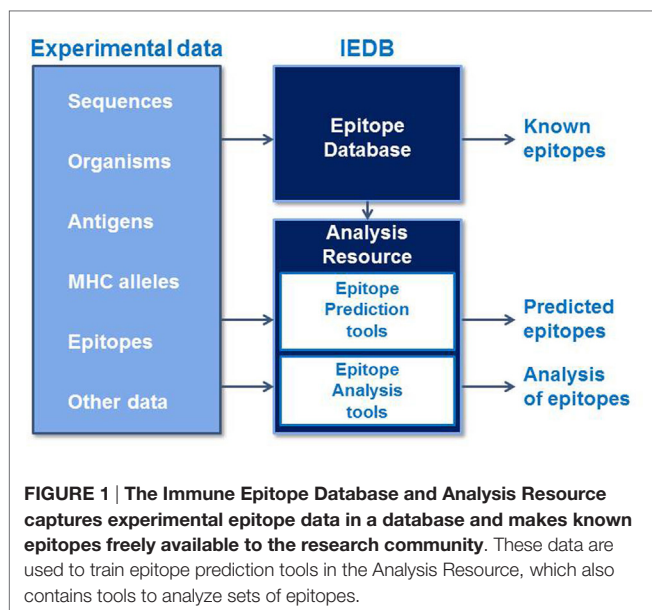 Experimental data
IEDB
Sequences
Organisms
Antigens
MHC alleles
Epitopes
Other data
Epitope
Database
Known
epitopes
Analysis
Resource
Epitope
Prediction
tools
Predicted
epitopes
Epitope
Analysis
tools
Analysis
of epitopes
FIGURE 1 | The Immune Epitope Database and Analysis Resource
captures experimental epitope data in a database and makes known
epitopes freely available to the research community. These data are
used to train epitope prediction tools in the Analysis Resource, which also
contains tools to analyze sets of epitopes.